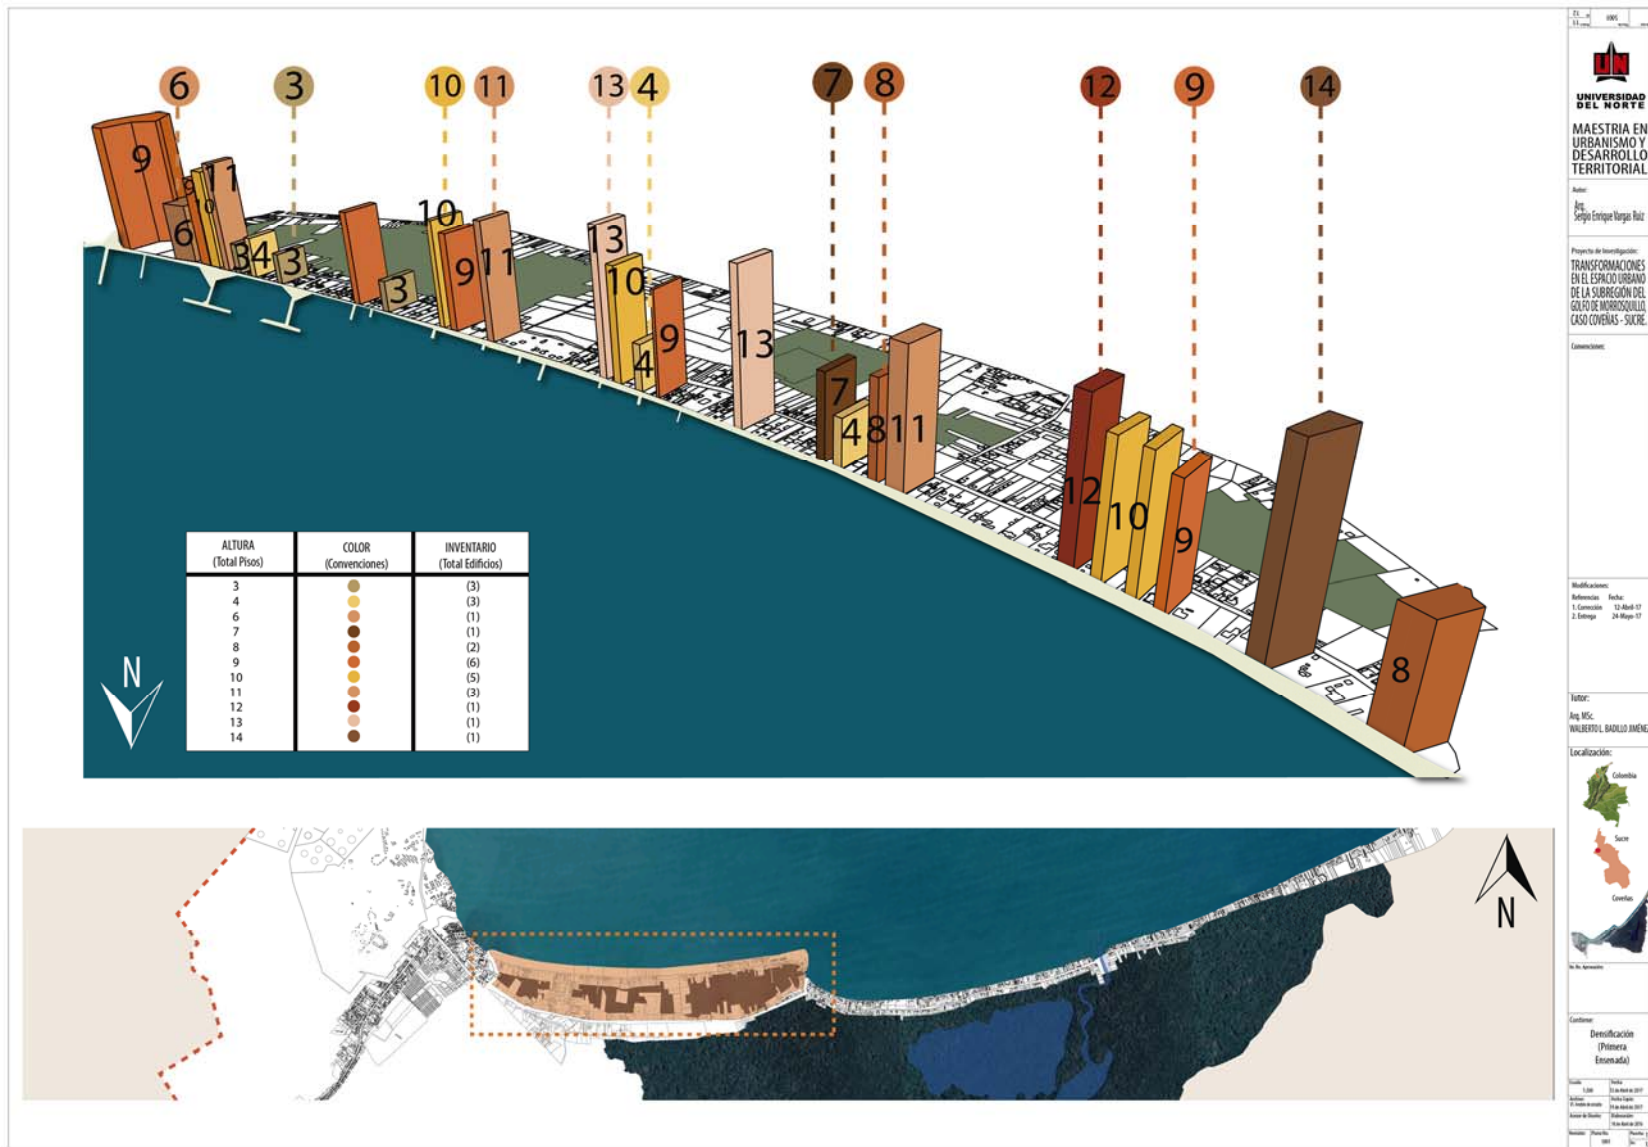 6 3 10 11 13 4 7 8 12 9 14
9 9 10 11 6 3 4 3 3 10 9 11 13 10 4 9 13 7 4 8 11 12 10 9 8
ALTURA (Total Pisos) COLOR (Convenciones) INVENTARIO (Total Edificios)
3 (3)
4 (3)
6 (1)
7 (1)
8 (2)
9 (6)
10 (5)
11 (3)
12 (1)
13 (1)
14 (1)
N
N
UN
UNIVERSIDAD
DEL NORTE
MAESTRIA EN
URBANISMO Y
DESARROLLO
TERRITORIAL
Autor:
Arq.
Sergio Enrique Vargas Ruiz
Proyecto de Investigación:
TRANSFORMACIONES
EN EL ESPACIO URBANO
DE LA SUBREGIÓN DEL
GOLFO DE MORROSQUILLO,
CASO COVEÑAS - SUCRE.
Convenciones:
Modificaciones:
Referencias Fecha:
1. Corrección 12-Abril-17
2. Entrega 24-Mayo-17
Tutor:
Arq. MSc.
WALBERTO L. BADILLO JIMÉNEZ
Localización:
Colombia
Sucre
Coveñas
Contiene:
Densificación
(Primera
Ensenada)